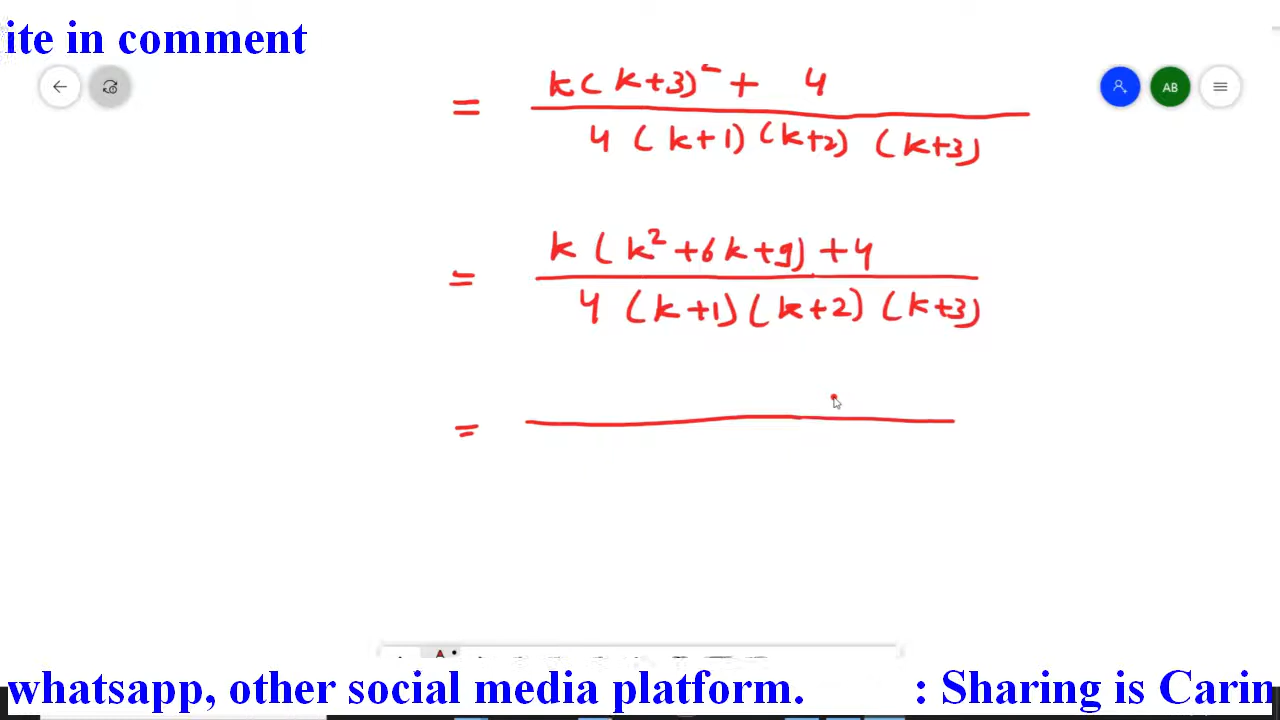 ite in comment
AB
= k(k+3)² + 4
4 (k+1) (k+2) (k+3)
= k (k²+6k+9) +4
4 (k+1) (k+2) (k+3)
=
whatsapp, other social media platform. : Sharing is Carin